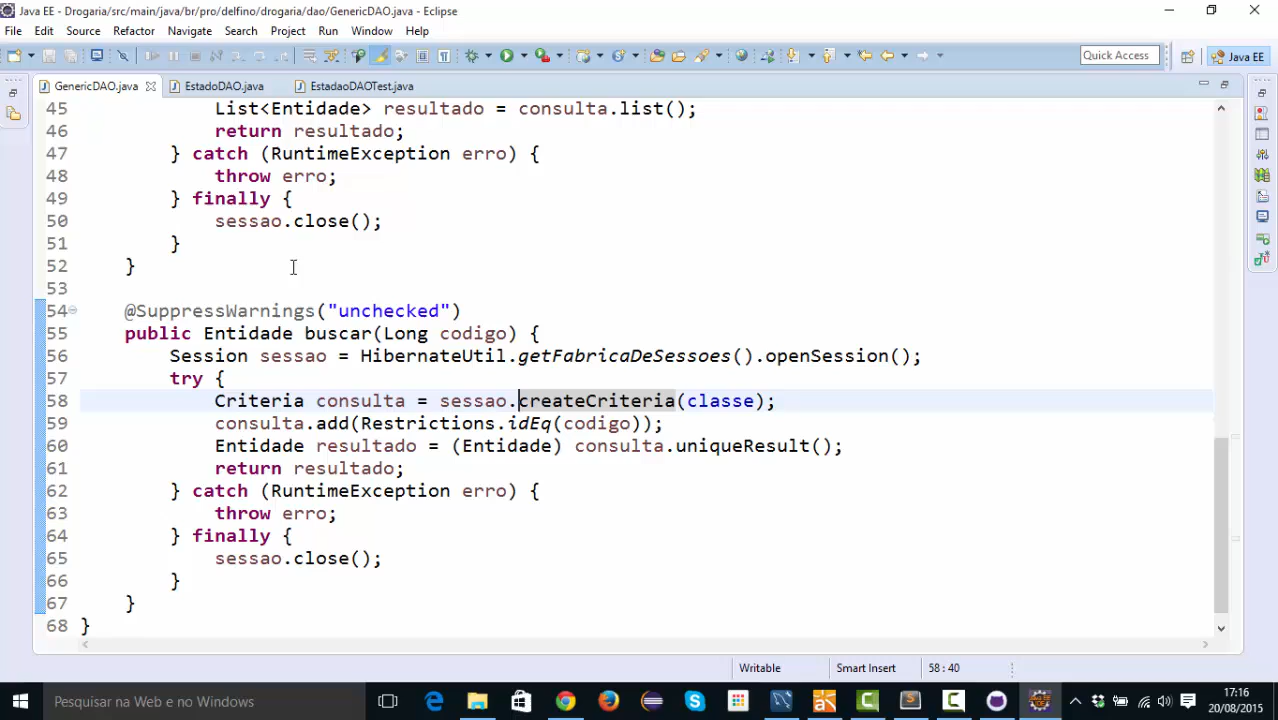 Java EE - Drogaria/src/main/java/br/pro/delfino/drogaria/dao/GenericDAO.java - Eclipse
File Edit Source Refactor Navigate Search Project Run Window Help
Quick Access
Java EE
GenericDAO.java EstadoDAO.java EstadaoDAOTest.java
45 List<Entidade> resultado = consulta.list();
46 return resultado;
47 } catch (RuntimeException erro) {
48 throw erro;
49 } finally {
50 sessao.close();
51 }
52 }
53
54 @SuppressWarnings("unchecked")
55 public Entidade buscar(Long codigo) {
56 Session sessao = HibernateUtil.getFabricaDeSessoes().openSession();
57 try {
58 Criteria consulta = sessao.createCriteria(classe);
59 consulta.add(Restrictions.idEq(codigo));
60 Entidade resultado = (Entidade) consulta.uniqueResult();
61 return resultado;
62 } catch (RuntimeException erro) {
63 throw erro;
64 } finally {
65 sessao.close();
66 }
67 }
68 }
Writable Smart Insert 58 : 40
Pesquisar na Web e no Windows
17:16
20/08/2015